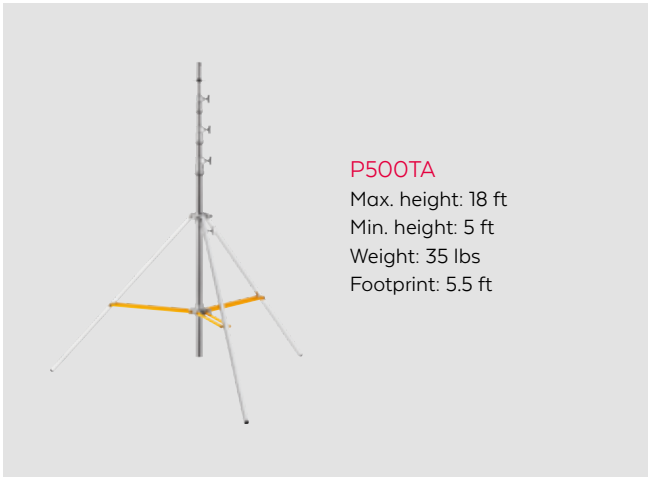 P500TA
Max. height: 18 ft
Min. height: 5 ft
Weight: 35 lbs
Footprint: 5.5 ft